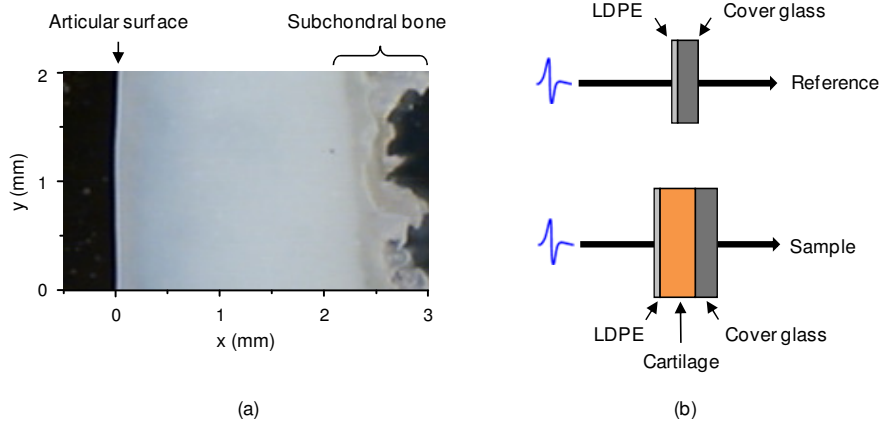 Articular surface
Subchondral bone
2
1
0
y (mm)
0
1
2
3
x (mm)
(a)
LDPE
Cover glass
Reference
Sample
LDPE
Cover glass
Cartilage
(b)